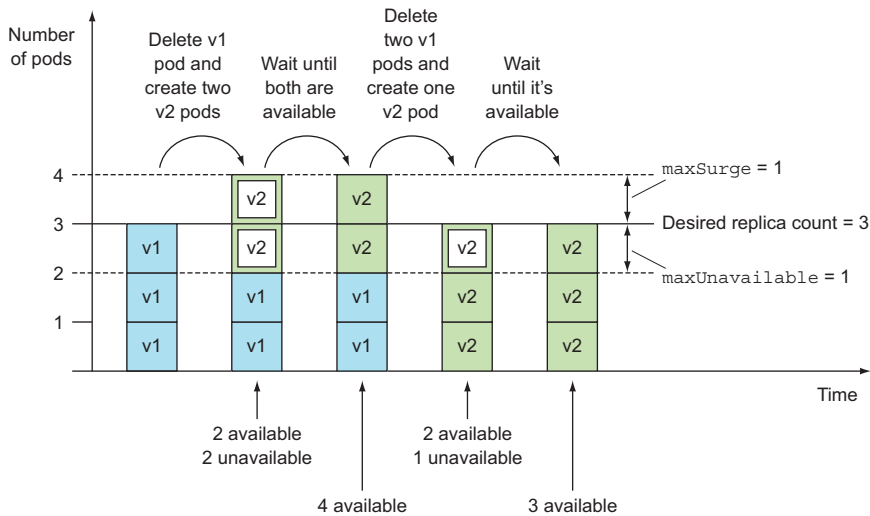 Number
of pods
Delete v1
pod and
create two
v2 pods
Wait until
both are
available
Delete
two v1
pods and
create one
v2 pod
Wait
until it's
available
4
3
2
1
v1
v1
v1
v2
v2
v1
v1
v2
v2
v1
v1
v2
v2
v2
v2
v2
v2
maxSurge = 1
Desired replica count = 3
maxUnavailable = 1
Time
2 available
2 unavailable
4 available
2 available
1 unavailable
3 available